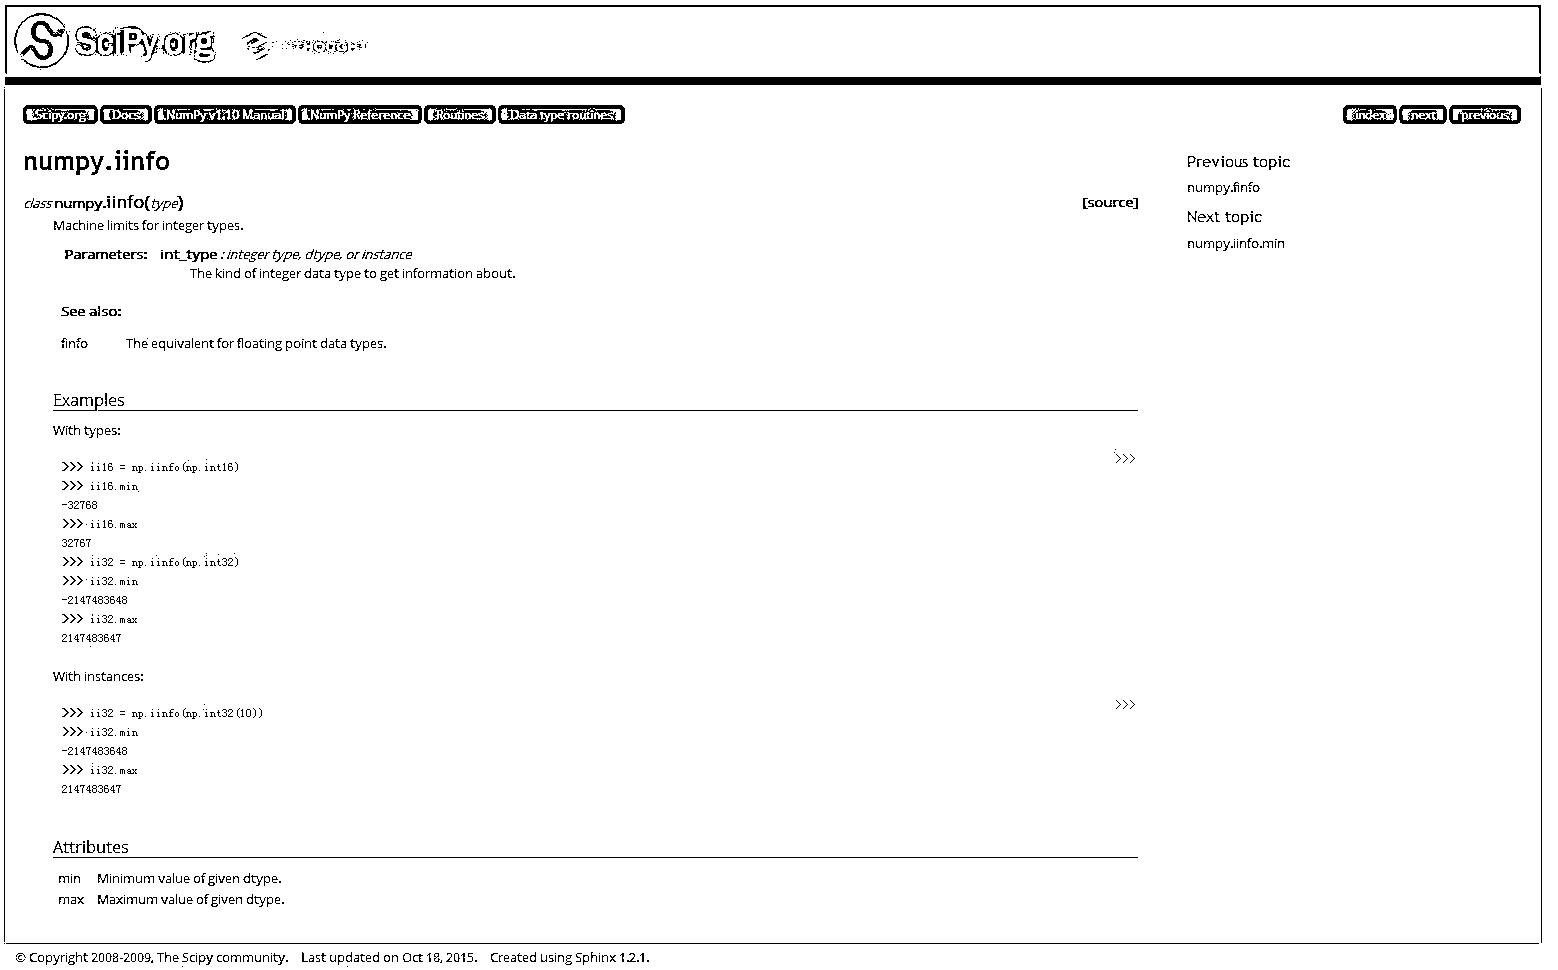 SciPy.org
Scipy.org Docs NumPy v1.10 Manual NumPy Reference Routines Data type routines index next previous
numpy.iinfo
class numpy.iinfo(type) [source]
Machine limits for integer types.
Parameters: int_type : integer type, dtype, or instance
The kind of integer data type to get information about.
See also:
finfo The equivalent for floating point data types.
Examples
With types:
>>>
>>> ii16 = np.iinfo(np.int16)
>>> ii16.min
-32768
>>> ii16.max
32767
>>> ii32 = np.iinfo(np.int32)
>>> ii32.min
-2147483648
>>> ii32.max
2147483647
With instances:
>>>
>>> ii32 = np.iinfo(np.int32(10))
>>> ii32.min
-2147483648
>>> ii32.max
2147483647
Attributes
min Minimum value of given dtype.
max Maximum value of given dtype.
Previous topic
numpy.finfo
Next topic
numpy.iinfo.min
© Copyright 2008-2009, The Scipy community. Last updated on Oct 18, 2015. Created using Sphinx 1.2.1.